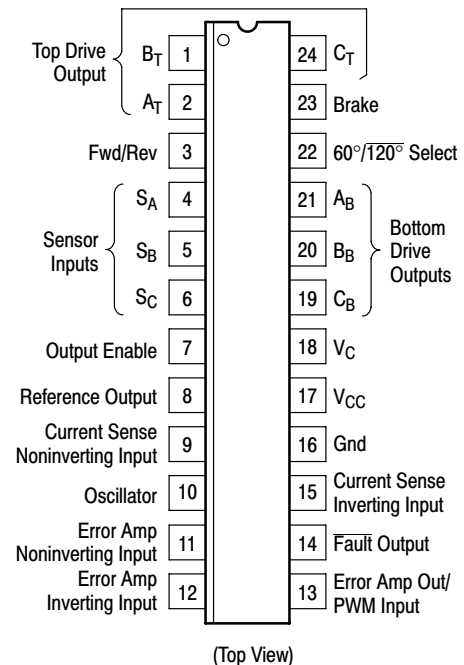 Top Drive
Output
B_T 1
A_T 2
Fwd/Rev 3
Sensor
Inputs
S_A 4
S_B 5
S_C 6
Output Enable 7
Reference Output 8
Current Sense
Noninverting Input 9
Oscillator 10
Error Amp
Noninverting Input 11
Error Amp
Inverting Input 12
24 C_T
23 Brake
22 60°/1̅2̅0̅°̅ Select
21 A_B
20 B_B
19 C_B
Bottom
Drive
Outputs
18 V_C
17 V_CC
16 Gnd
15 Current Sense
Inverting Input
14 F̅a̅u̅l̅t̅ Output
13 Error Amp Out/
PWM Input
(Top View)